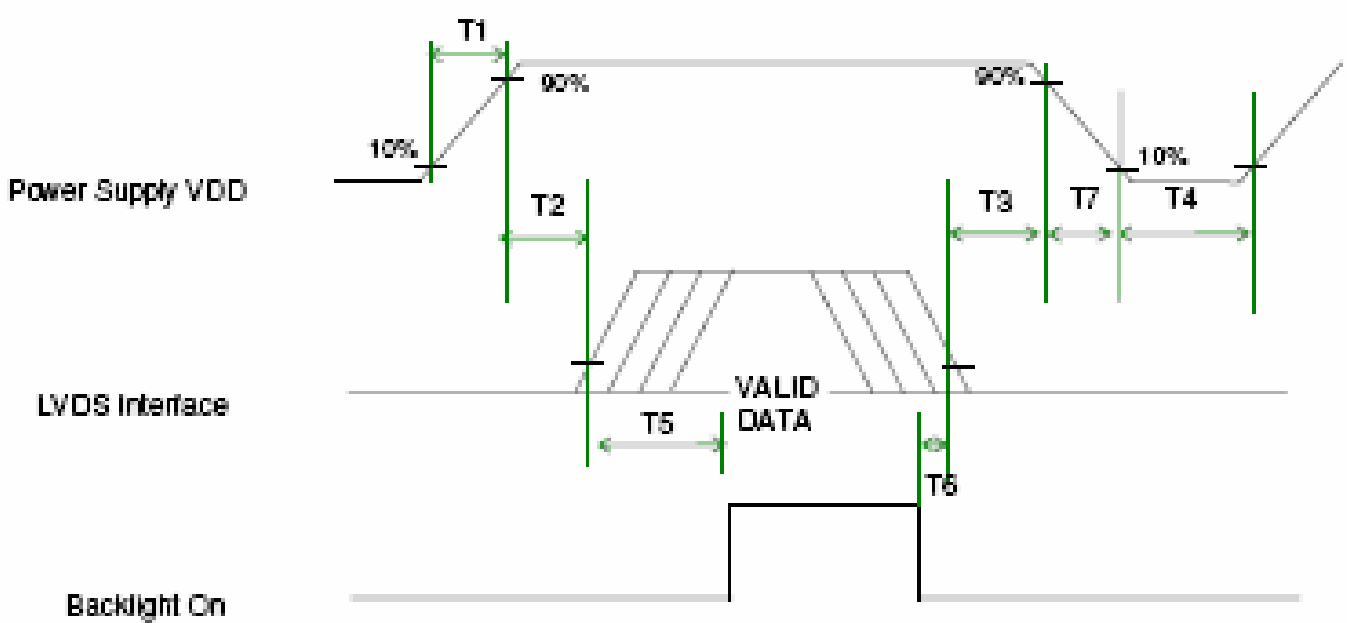 T1
90%
90%
10%
10%
Power Supply VDD
T2
T3
T7
T4
LVDS Interface
VALID
DATA
T5
T6
Backlight On